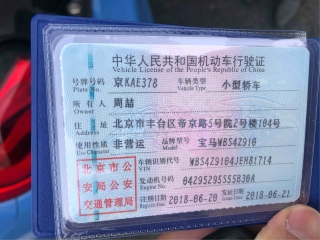 中华人民共和国机动车行驶证
Vehicle License of the People's Republic of China
号牌号码 京KAE378 车辆类型 小型轿车
Plate No. Vehicle Type
所有人 周喆
Owner
住址 北京市丰台区帝京路5号院2号楼104号
Address
使用性质 非营运 品牌型号 宝马WBS4Z910
Use Character Model
北京市公
安局公安
交通管理局
车辆识别代号 WBS4Z9104JEH81714
VIN
发动机号码 04295Z95S55B30A
Engine No.
注册日期 2018-06-20 发证日期 2018-06-21
Register Date Issue Date